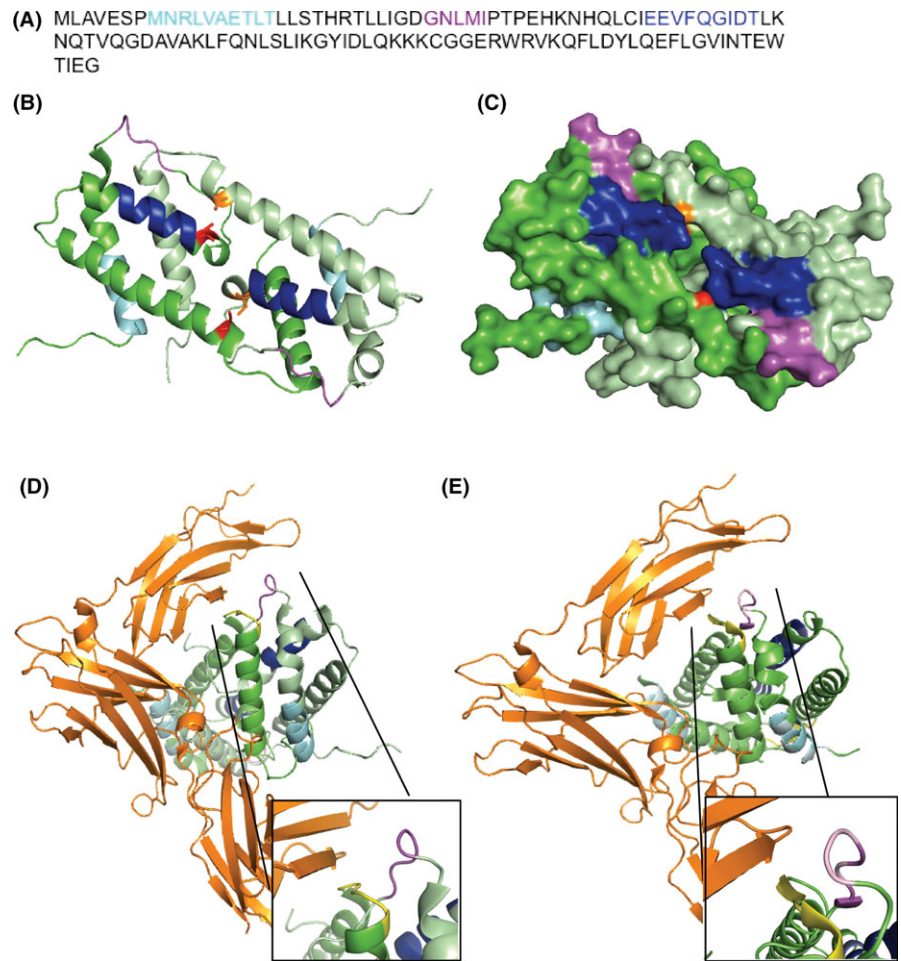 (A) MLAVESPMNRLVAETLTLLSTHRTLLIGDGNLMIPTPEHKNHQLCIEEVFQGIDTLK
NQTVQGDAVAKLFQNLSLIKGYIDLQKKKCGGERWRVKQFLDYLQEFLGVINTEW
TIEG
(B) (C)
(D) (E)